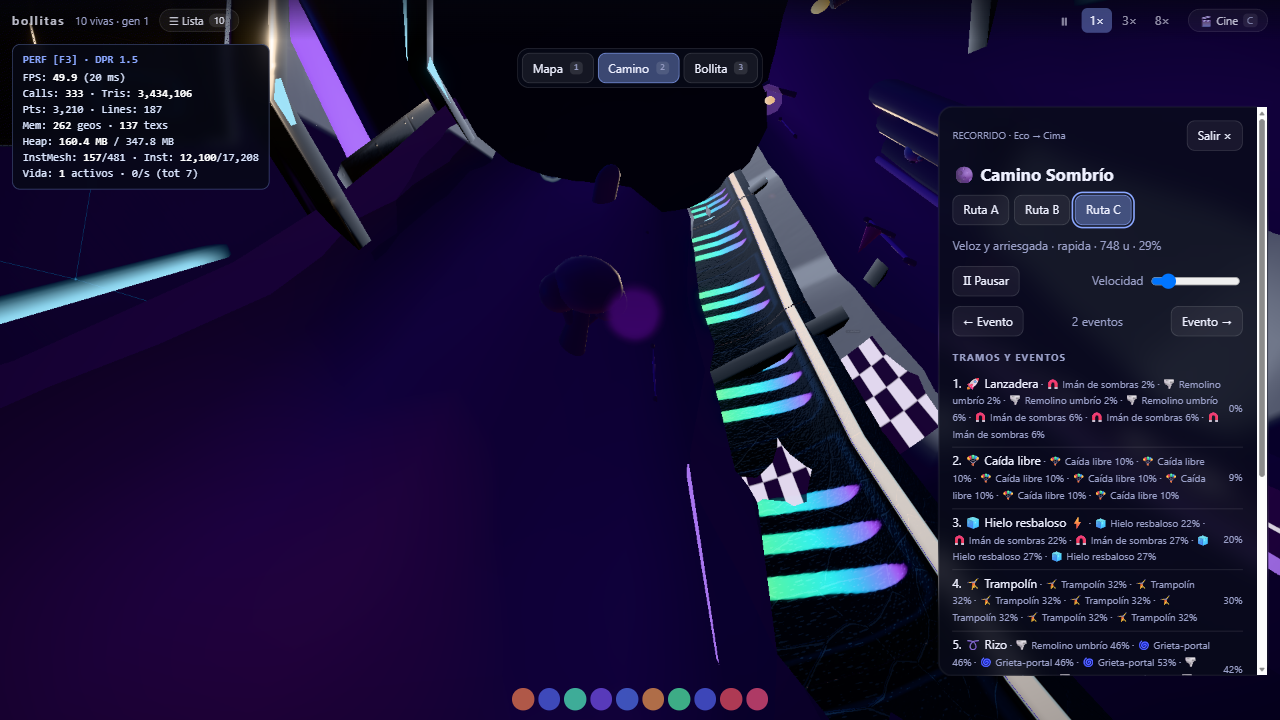 bollitas 10 vivas · gen 1 ☰ Lista 10
II 1× 3× 8× 🎬 Cine C
PERF [F3] · DPR 1.5
FPS: 49.9 (20 ms)
Calls: 333 · Tris: 3,434,106
Pts: 3,210 · Lines: 187
Mem: 262 geos · 137 texs
Heap: 160.4 MB / 347.8 MB
InstMesh: 157/481 · Inst: 12,100/17,208
Vida: 1 activos · 0/s (tot 7)
Mapa 1 Camino 2 Bollita 3
RECORRIDO · Eco → Cima Salir ×
Camino Sombrío
Ruta A Ruta B Ruta C
Veloz y arriesgada · rapida · 748 u · 29%
II Pausar Velocidad
← Evento 2 eventos Evento →
TRAMOS Y EVENTOS
1. 🚀 Lanzadera · 🧲 Imán de sombras 2% · 🌪 Remolino
umbrío 2% · 🌪 Remolino umbrío 2% · 🌪 Remolino umbrío
6% · 🧲 Imán de sombras 6% · 🧲 Imán de sombras 6% · 🧲
Imán de sombras 6%
0%
2. 🪂 Caída libre · 🪂 Caída libre 10% · 🪂 Caída libre
10% · 🪂 Caída libre 10% · 🪂 Caída libre 10% · 🪂 Caída
libre 10% · 🪂 Caída libre 10% · 🪂 Caída libre 10%
9%
3. 🧊 Hielo resbaloso ⚡ · 🧊 Hielo resbaloso 22% ·
🧲 Imán de sombras 22% · 🧲 Imán de sombras 27% · 🧊
Hielo resbaloso 27% · 🧊 Hielo resbaloso 27%
20%
4. 🤸 Trampolín · 🤸 Trampolín 32% · 🤸 Trampolín
32% · 🤸 Trampolín 32% · 🤸 Trampolín 32% · 🤸
Trampolín 32% · 🤸 Trampolín 32% · 🤸 Trampolín 32%
30%
5. ➰ Rizo · 🌪 Remolino umbrío 46% · 🌀 Grieta-portal
46% · 🌀 Grieta-portal 46% · 🌀 Grieta-portal 53% · 🌪
42%